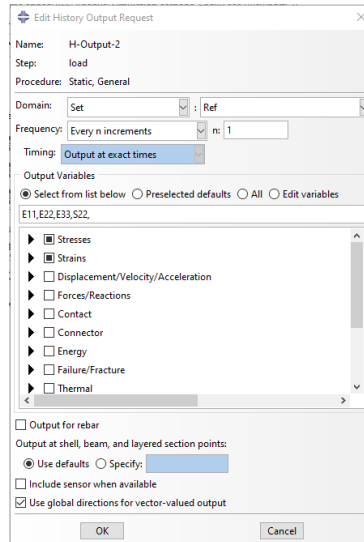 Edit History Output Request
Name: H-Output-2
Step: load
Procedure: Static, General
Domain: Set : Ref
Frequency: Every n increments n: 1
Timing: Output at exact times
Output Variables
Select from list below Preselected defaults All Edit variables
E11,E22,E33,S22,
Stresses
Strains
Displacement/Velocity/Acceleration
Forces/Reactions
Contact
Connector
Energy
Failure/Fracture
Thermal
Output for rebar
Output at shell, beam, and layered section points:
Use defaults Specify:
Include sensor when available
Use global directions for vector-valued output
OK Cancel